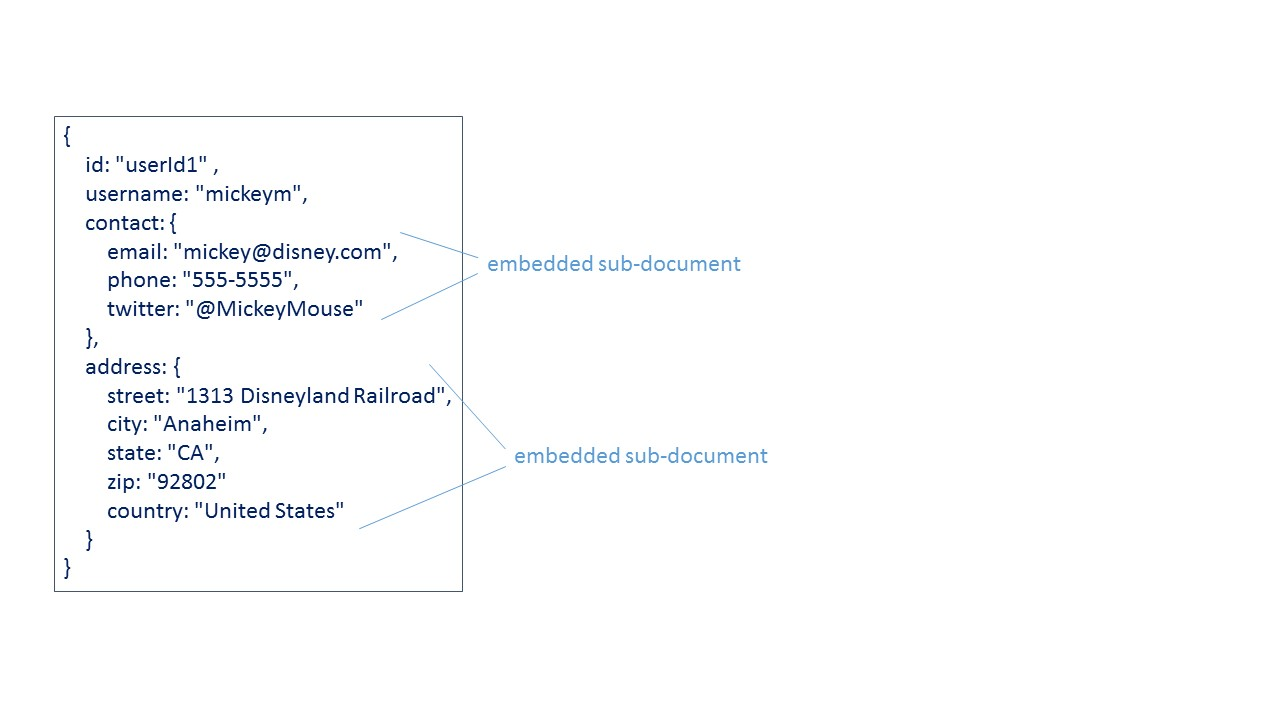 {
id: "userId1" ,
username: "mickeym",
contact: {
email: "mickey@disney.com",
phone: "555-5555",
twitter: "@MickeyMouse"
},
address: {
street: "1313 Disneyland Railroad",
city: "Anaheim",
state: "CA",
zip: "92802"
country: "United States"
}
}
embedded sub-document
embedded sub-document